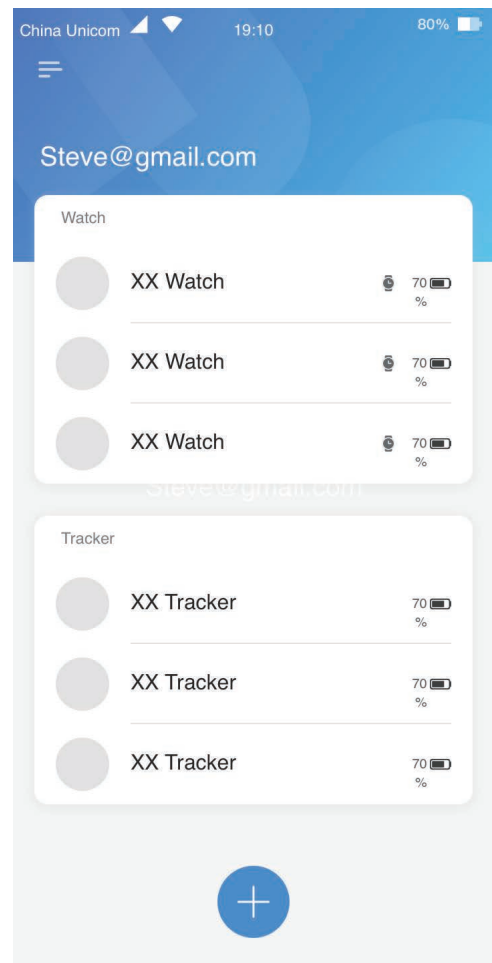 China Unicom 19:10 80%
Steve@gmail.com
Watch
XX Watch 70
%
XX Watch 70
%
XX Watch 70
%
Steve@gmail.com
Tracker
XX Tracker 70
%
XX Tracker 70
%
XX Tracker 70
%